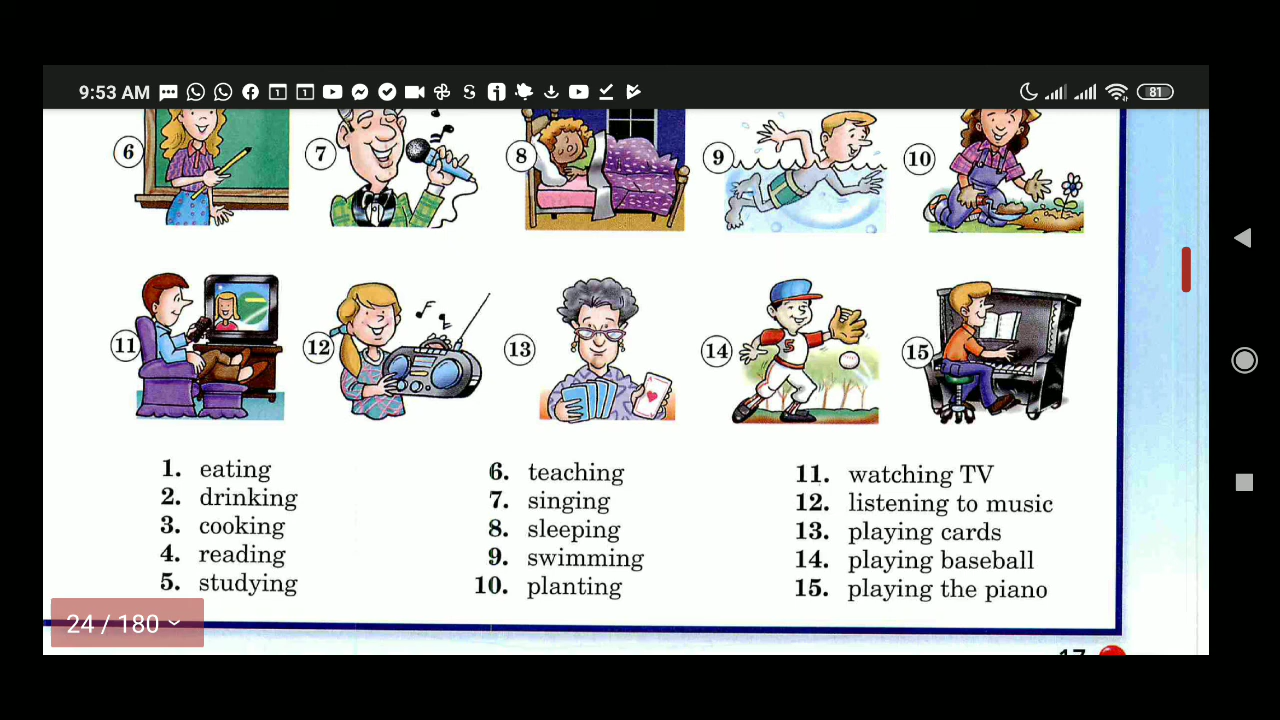 9:53 AM 81
6 7 8 9 10
11 12 13 14 15
1. eating
2. drinking
3. cooking
4. reading
5. studying
6. teaching
7. singing
8. sleeping
9. swimming
10. planting
11. watching TV
12. listening to music
13. playing cards
14. playing baseball
15. playing the piano
24 / 180
17